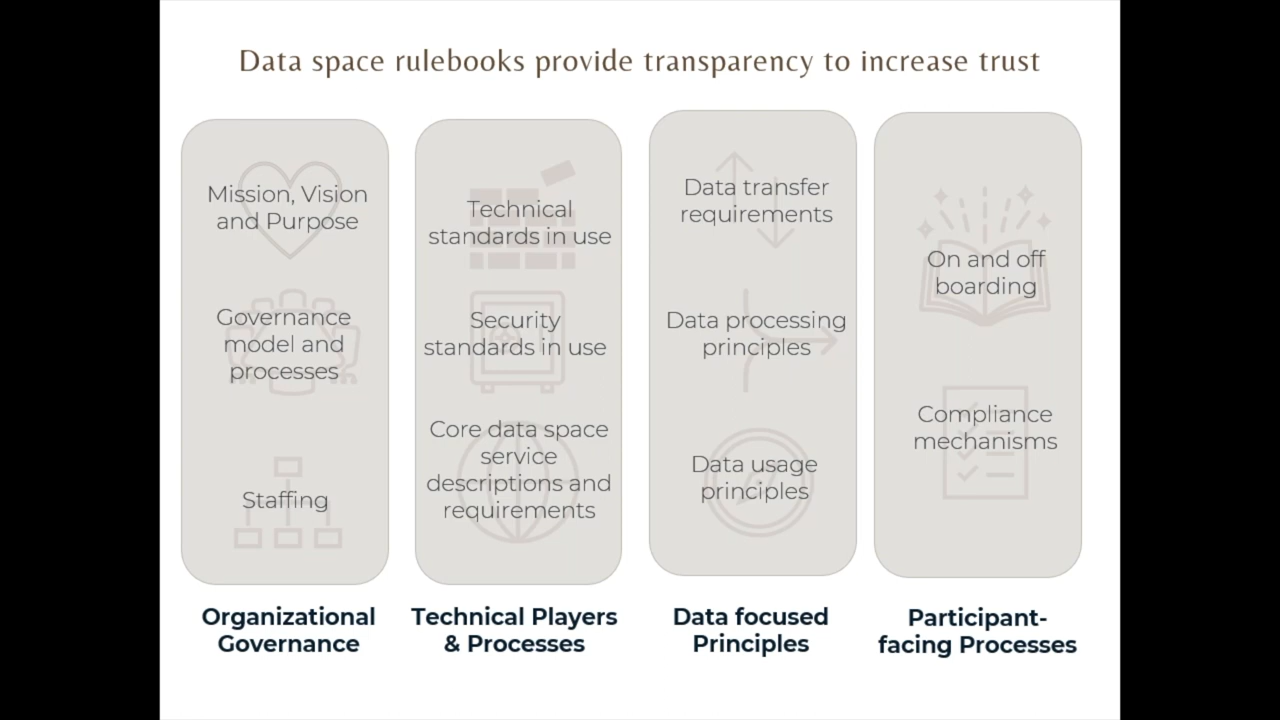 Data space rulebooks provide transparency to increase trust
Mission, Vision
and Purpose
Governance
model and
processes
Staffing
Organizational
Governance
Technical
standards in use
Security
standards in use
Core data space
service
descriptions and
requirements
Technical Players
& Processes
Data transfer
requirements
Data processing
principles
Data usage
principles
Data focused
Principles
On and off
boarding
Compliance
mechanisms
Participant-
facing Processes